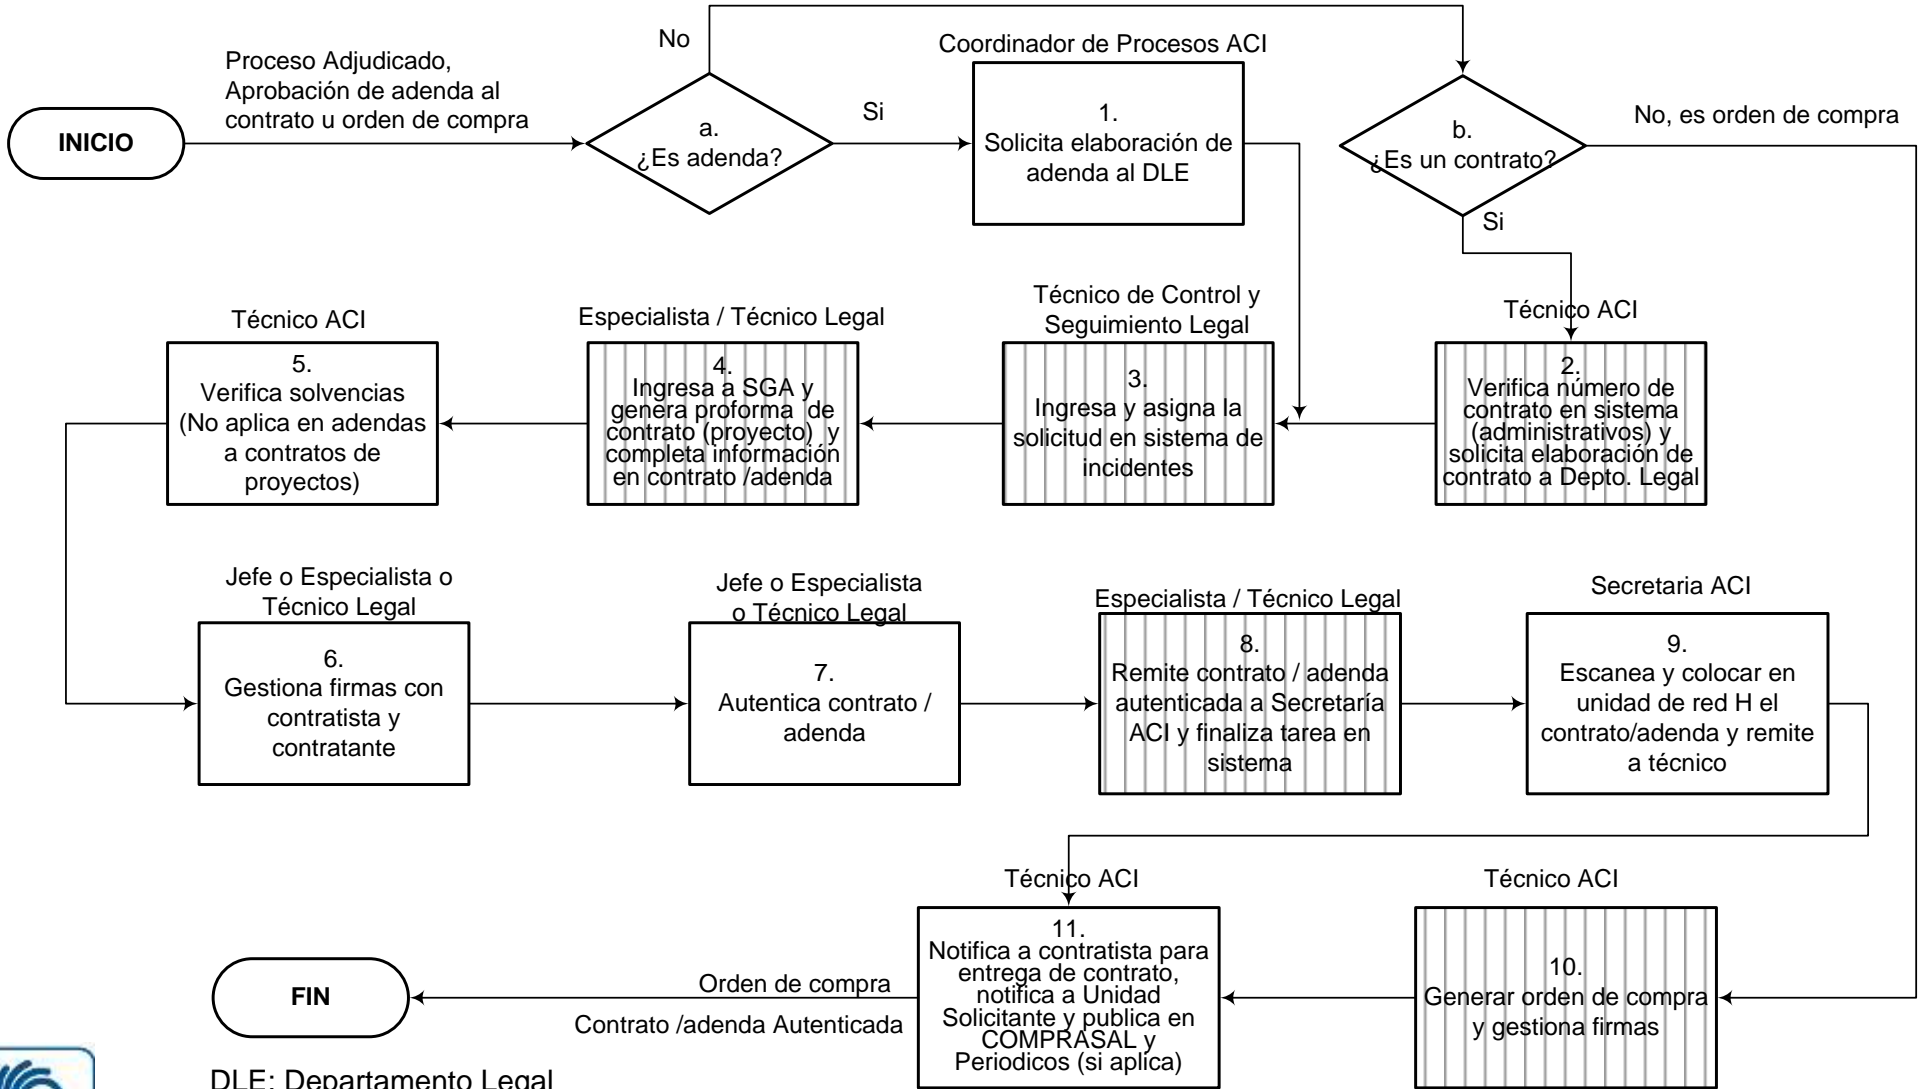 No
Proceso Adjudicado,
Aprobación de adenda al
contrato u orden de compra
INICIO
a.
¿Es adenda?
Si
Coordinador de Procesos ACI
1.
Solicita elaboración de
adenda al DLE
b.
¿Es un contrato?
No, es orden de compra
Si
Técnico ACI
5.
Verifica solvencias
(No aplica en adendas
a contratos de
proyectos)
Especialista / Técnico Legal
4.
Ingresa a SGA y
genera proforma de
contrato (proyecto) y
completa información
en contrato /adenda
Técnico de Control y
Seguimiento Legal
3.
Ingresa y asigna la
solicitud en sistema de
incidentes
Técnico ACI
2.
Verifica número de
contrato en sistema
(administrativos) y
solicita elaboración de
contrato a Depto. Legal
Jefe o Especialista o
Técnico Legal
6.
Gestiona firmas con
contratista y
contratante
Jefe o Especialista
o Técnico Legal
7.
Autentica contrato /
adenda
Especialista / Técnico Legal
8.
Remite contrato / adenda
autenticada a Secretaría
ACI y finaliza tarea en
sistema
Secretaria ACI
9.
Escanea y colocar en
unidad de red H el
contrato/adenda y remite
a técnico
FIN
Orden de compra
Contrato /adenda Autenticada
Técnico ACI
11.
Notifica a contratista para
entrega de contrato,
notifica a Unidad
Solicitante y publica en
COMPRASAL y
Periodicos (si aplica)
Técnico ACI
10.
Generar orden de compra
y gestiona firmas
DLE: Departamento Legal